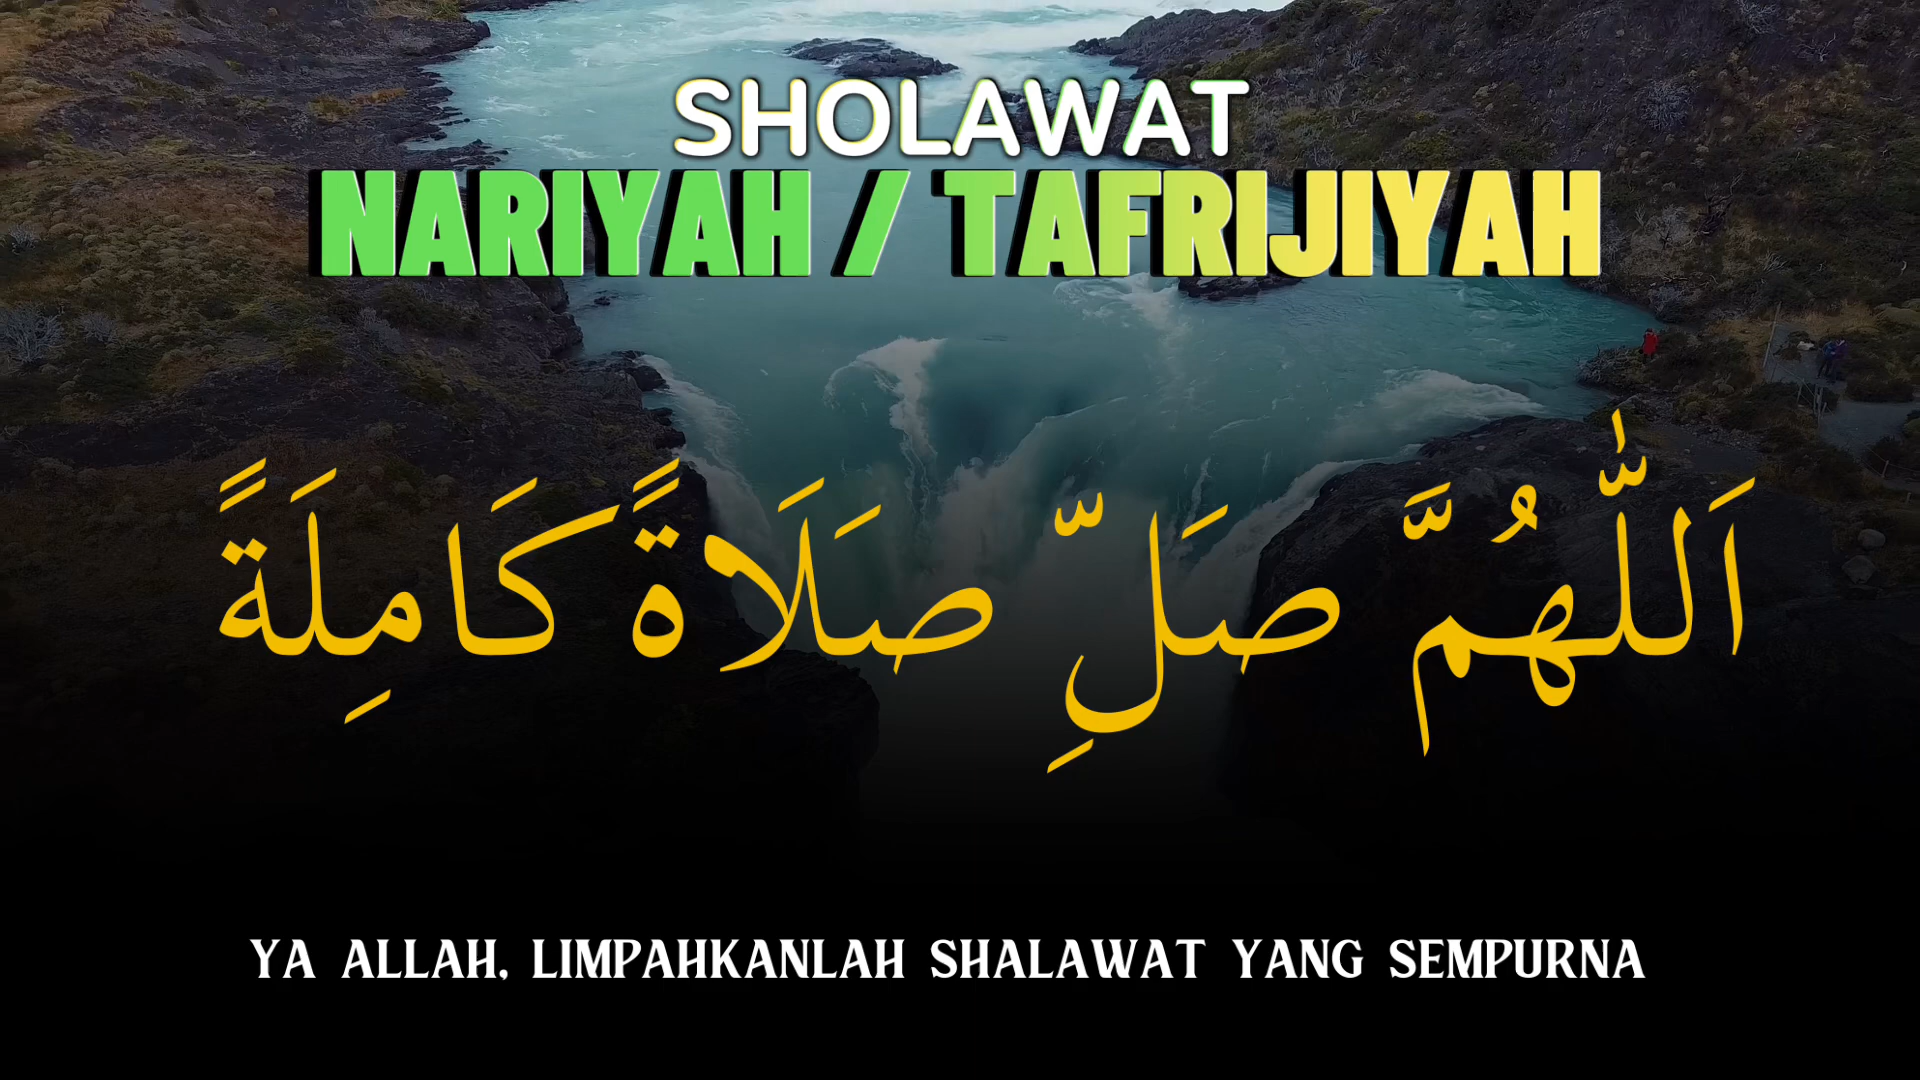 SHOLAWAT
NARIYAH / TAFRIJIYAH
اَللّٰهُمَّ صَلِّ صَلَاةً كَامِلَةً
YA ALLAH, LIMPAHKANLAH SHALAWAT YANG SEMPURNA